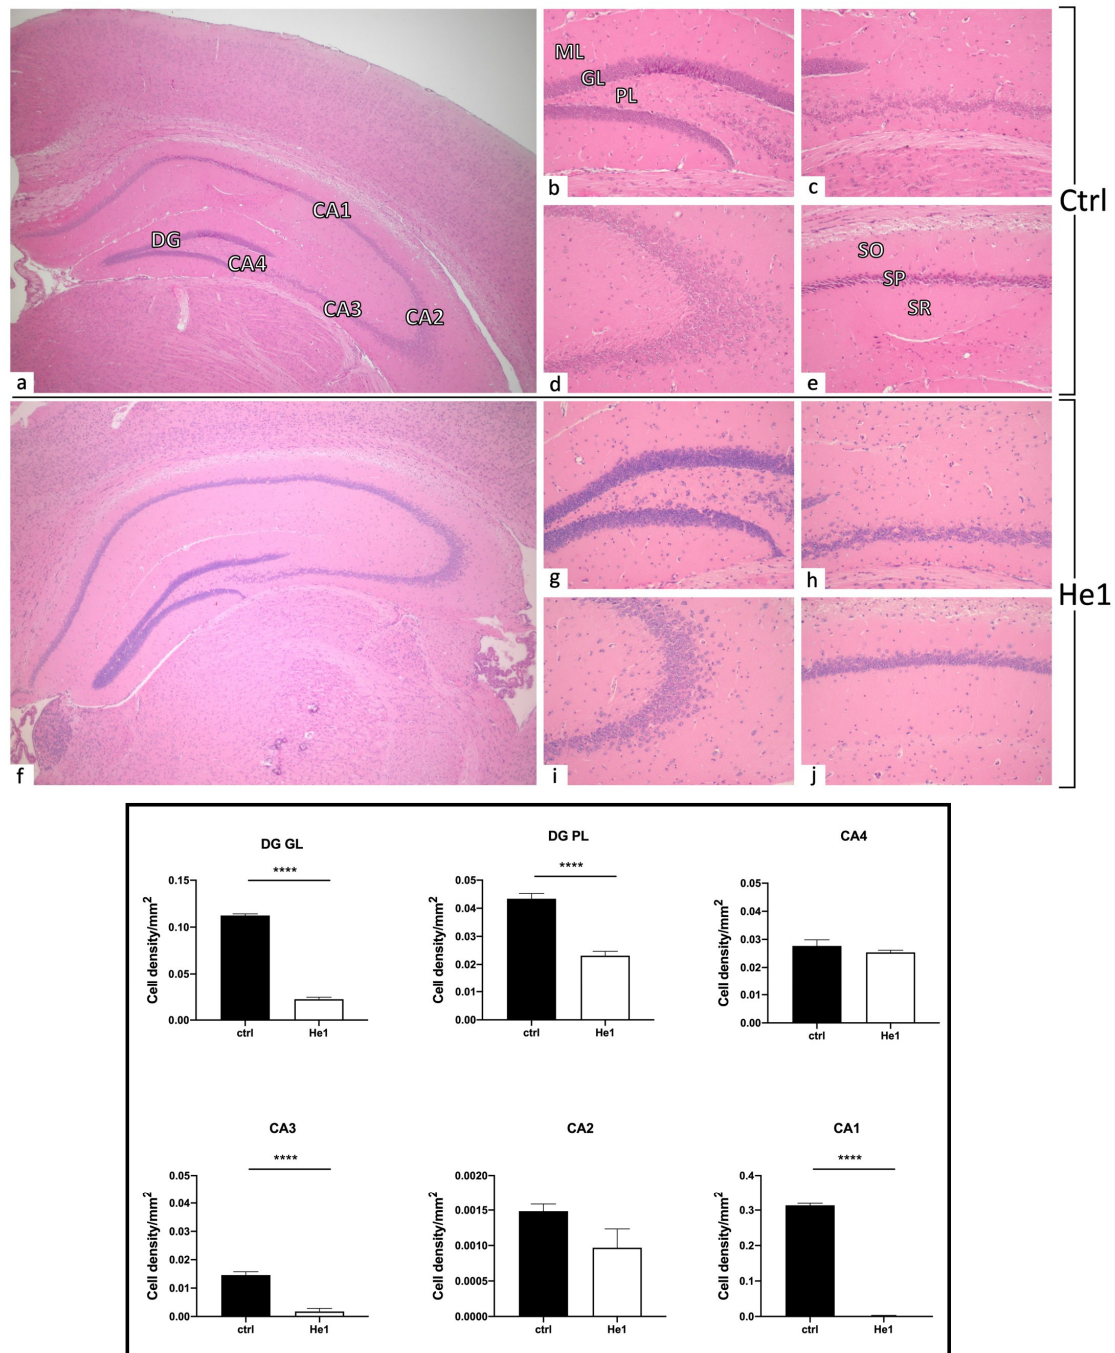 ML
GL
PL
CA1
DG
CA4
CA3
CA2
a
b
c
SO
SP
SR
d
e
Ctrl
f
g
h
i
j
He1
DG GL
****
Cell density/mm²
0.15
0.10
0.05
0.00
ctrl
He1
DG PL
****
Cell density/mm²
0.05
0.04
0.03
0.02
0.01
0.00
ctrl
He1
CA4
Cell density/mm²
0.05
0.04
0.03
0.02
0.01
0.00
ctrl
He1
CA3
****
Cell density/mm²
0.05
0.04
0.03
0.02
0.01
0.00
ctrl
He1
CA2
Cell density/mm²
0.0020
0.0015
0.0010
0.0005
0.0000
ctrl
He1
CA1
****
Cell density/mm²
0.4
0.3
0.2
0.1
0.0
ctrl
He1